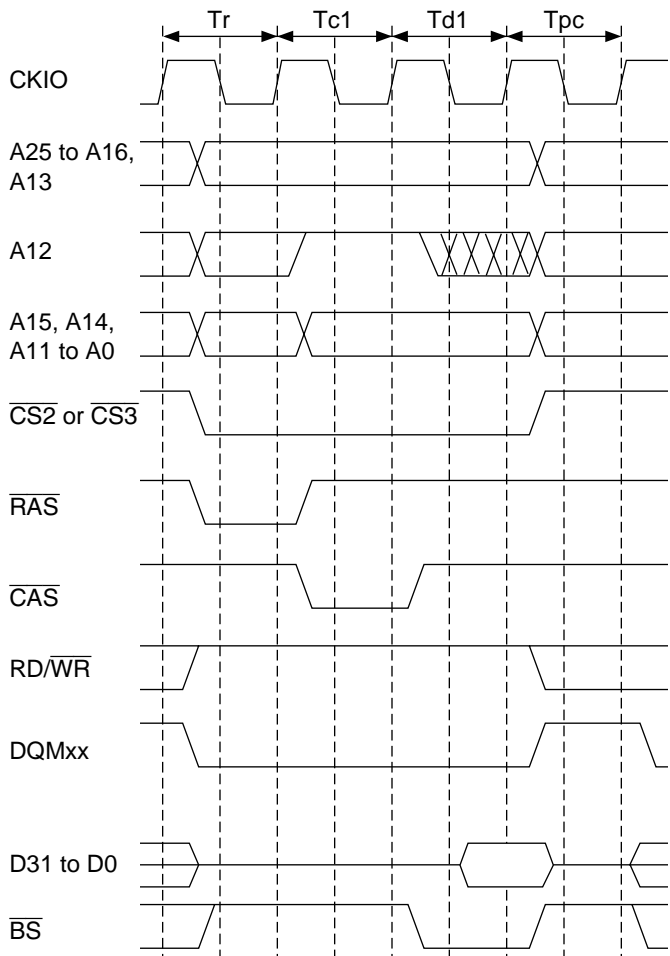 Tr Tc1 Td1 Tpc
CKIO
A25 to A16,
A13
A12
A15, A14,
A11 to A0
CS2 or CS3
RAS
CAS
RD/WR
DQMxx
D31 to D0
BS